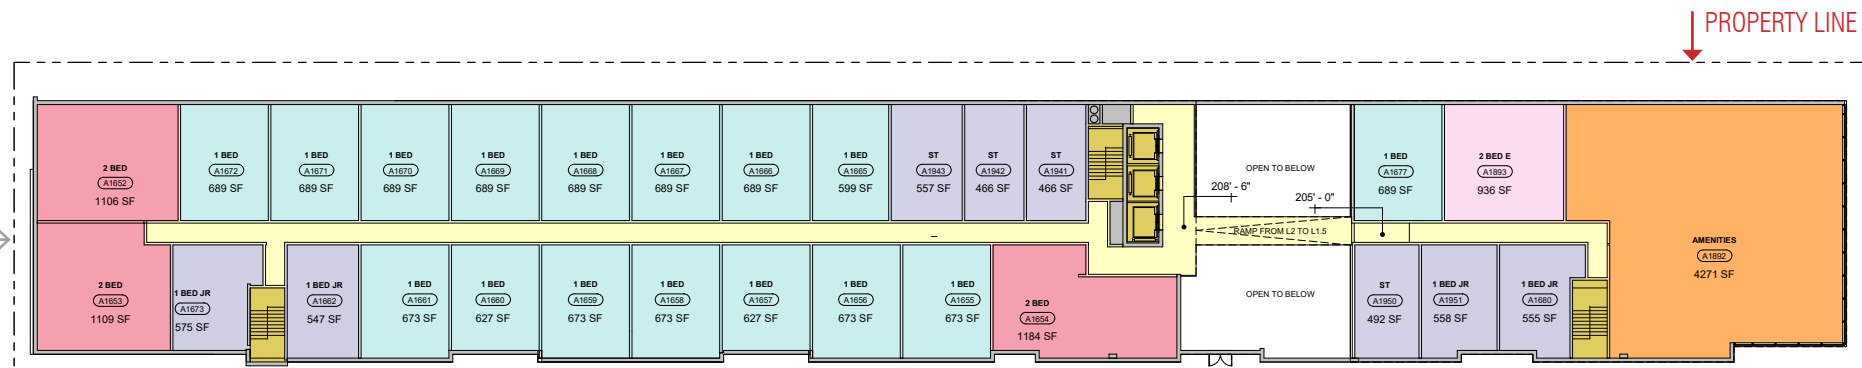 PROPERTY LINE
2 BED
A1652
1106 SF
1 BED
A1672
689 SF
1 BED
A1671
689 SF
1 BED
A1670
689 SF
1 BED
A1669
689 SF
1 BED
A1668
689 SF
1 BED
A1667
689 SF
1 BED
A1666
689 SF
1 BED
A1665
599 SF
ST
A1943
557 SF
ST
A1942
466 SF
ST
A1941
466 SF
OPEN TO BELOW
208' - 6"
205' - 0"
1 BED
A1677
689 SF
2 BED E
A1893
936 SF
RAMP FROM L2 TO L1.5
AMENITIES
A1892
4271 SF
2 BED
A1653
1109 SF
1 BED JR
A1673
575 SF
1 BED JR
A1662
547 SF
1 BED
A1661
673 SF
1 BED
A1660
627 SF
1 BED
A1659
673 SF
1 BED
A1658
673 SF
1 BED
A1657
627 SF
1 BED
A1656
673 SF
1 BED
A1655
673 SF
2 BED
A1654
1184 SF
OPEN TO BELOW
ST
A1950
492 SF
1 BED JR
A1951
558 SF
1 BED JR
A1680
555 SF